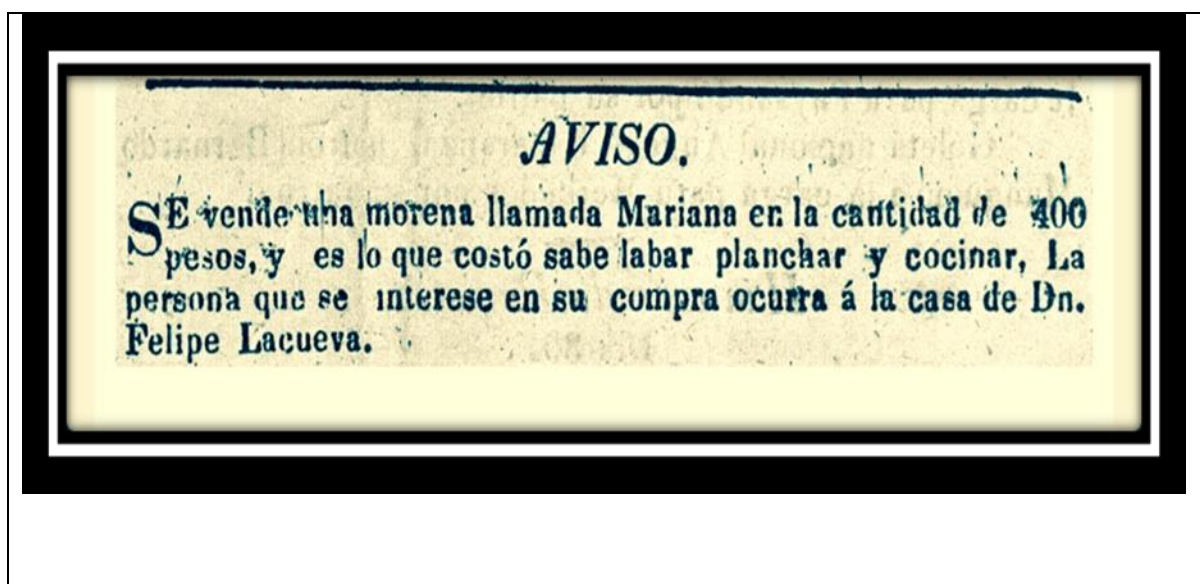 AVISO.
SE vende una morena llamada Mariana en la cantidad de 400
pesos, y es lo que costó sabe labar planchar y cocinar, La
persona que se interese en su compra ocurra á la casa de Dn.
Felipe Lacueva.